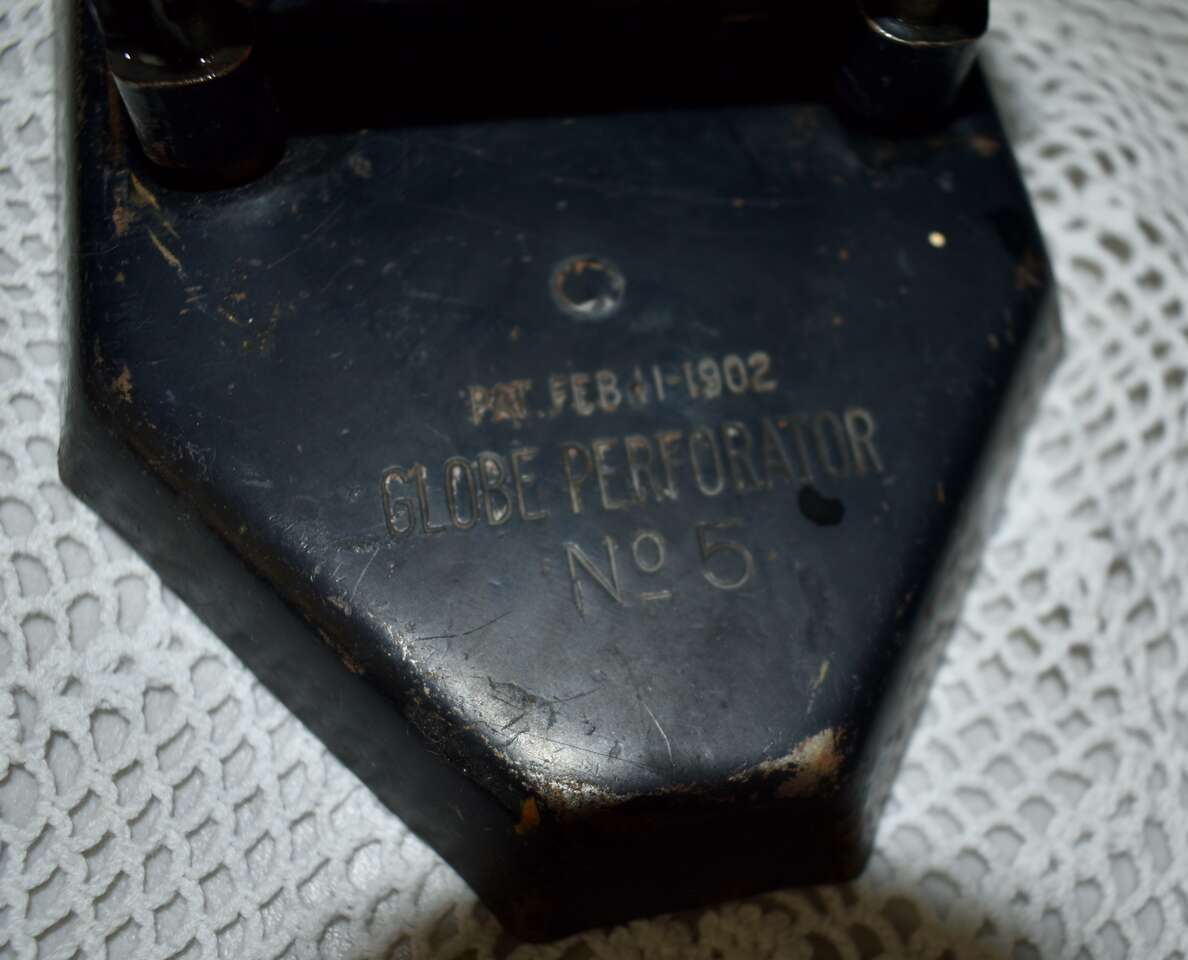 PAT. FEB 11-1902
GLOBE PERFORATOR
No 5